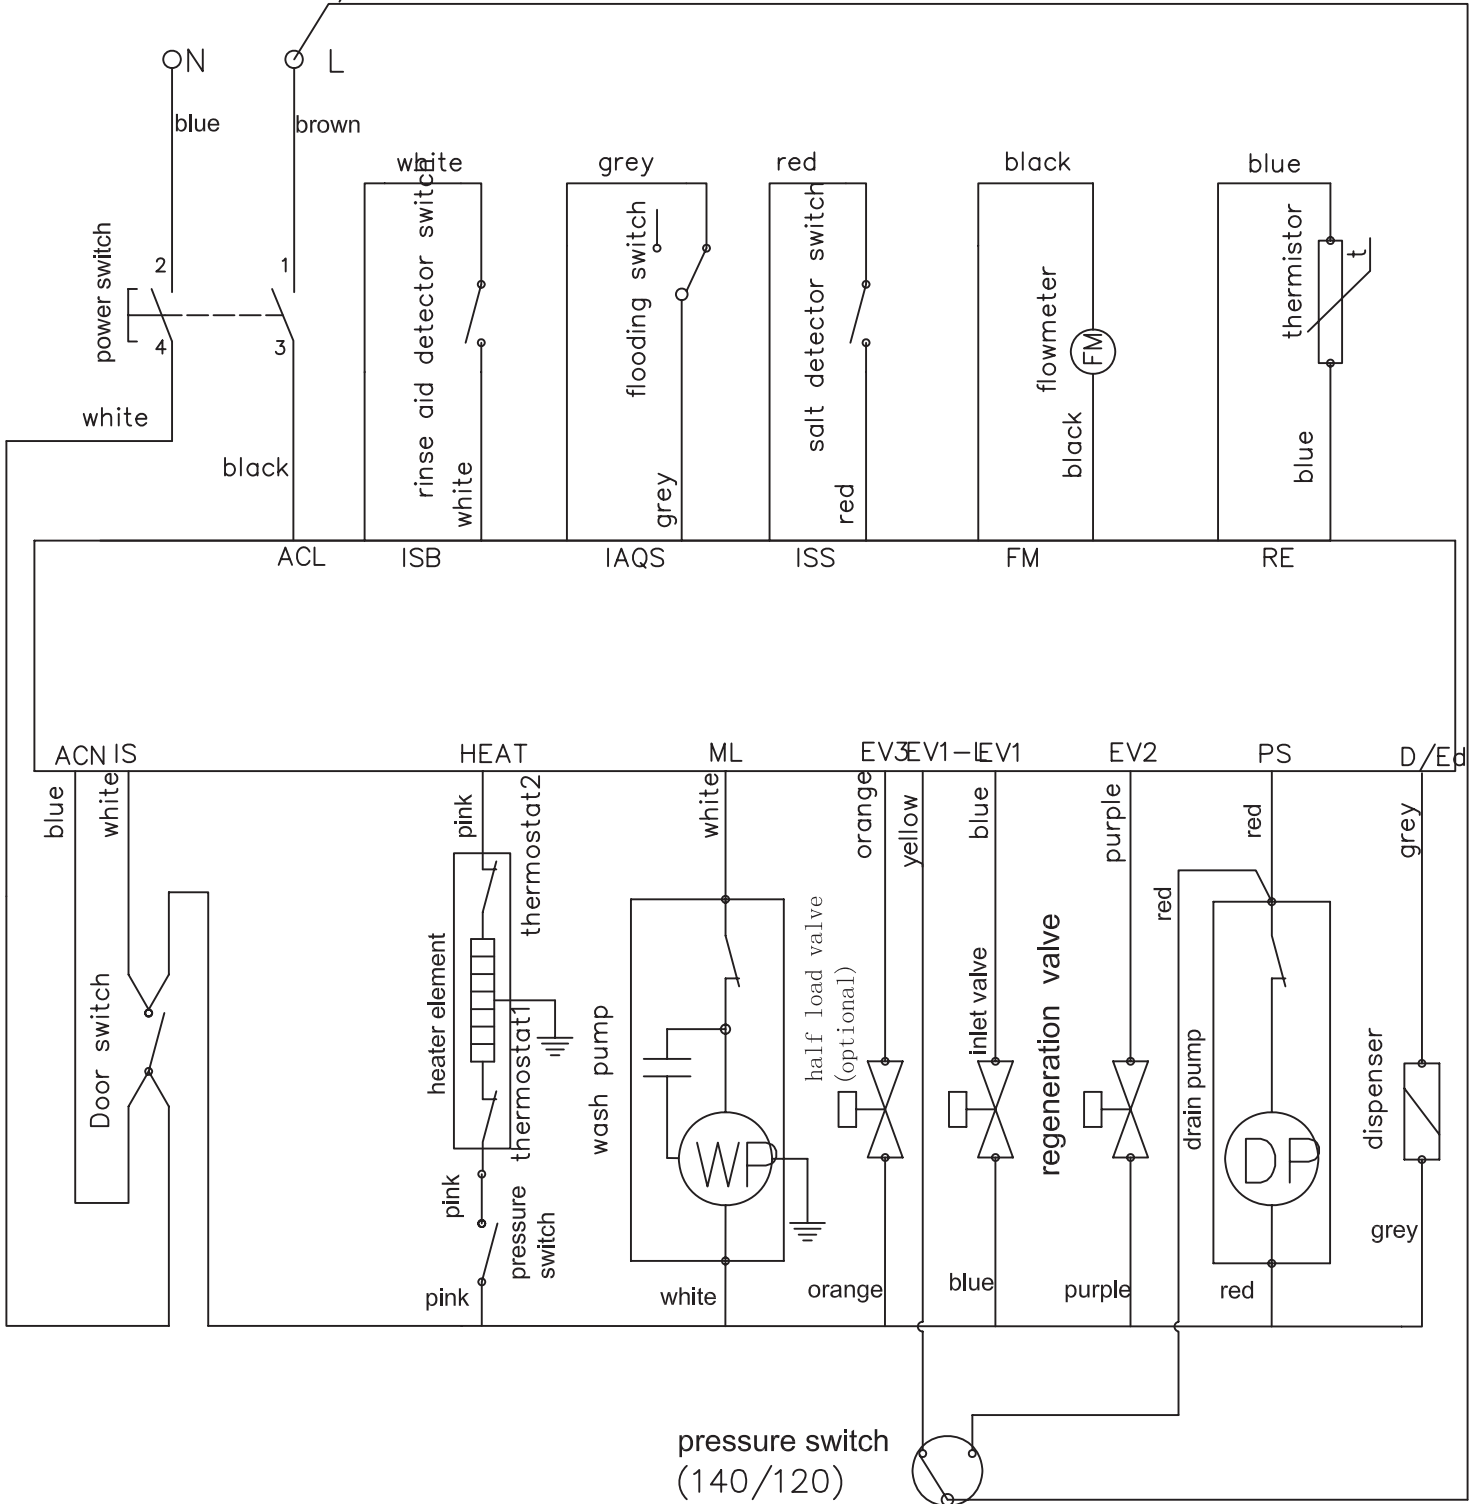 N
L
blue
brown
white
grey
red
black
blue
power switch
2
1
4
3
rinse aid detector switch
flooding switch
salt detector switch
flowmeter
FM
thermistor
t
white
black
white
grey
red
black
blue
ACL
ISB
IAQS
ISS
FM
RE
ACN
IS
HEAT
ML
EV3
EV1-L
EV1
EV2
PS
D/Ed
blue
white
pink
thermostat2
white
orange
yellow
blue
purple
red
grey
Door switch
heater element
thermostat1
wash pump
WP
half load valve
(optional)
inlet valve
regeneration valve
red
drain pump
DP
dispenser
pink
pressure
switch
pink
white
orange
blue
purple
red
grey
pressure switch
(140/120)